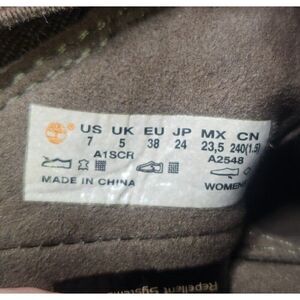 US UK EU JP MX CN
7 5 38 24 23,5 240(1.5)
A1SCR A2548
MADE IN CHINA WOMEN
Repellent Systems